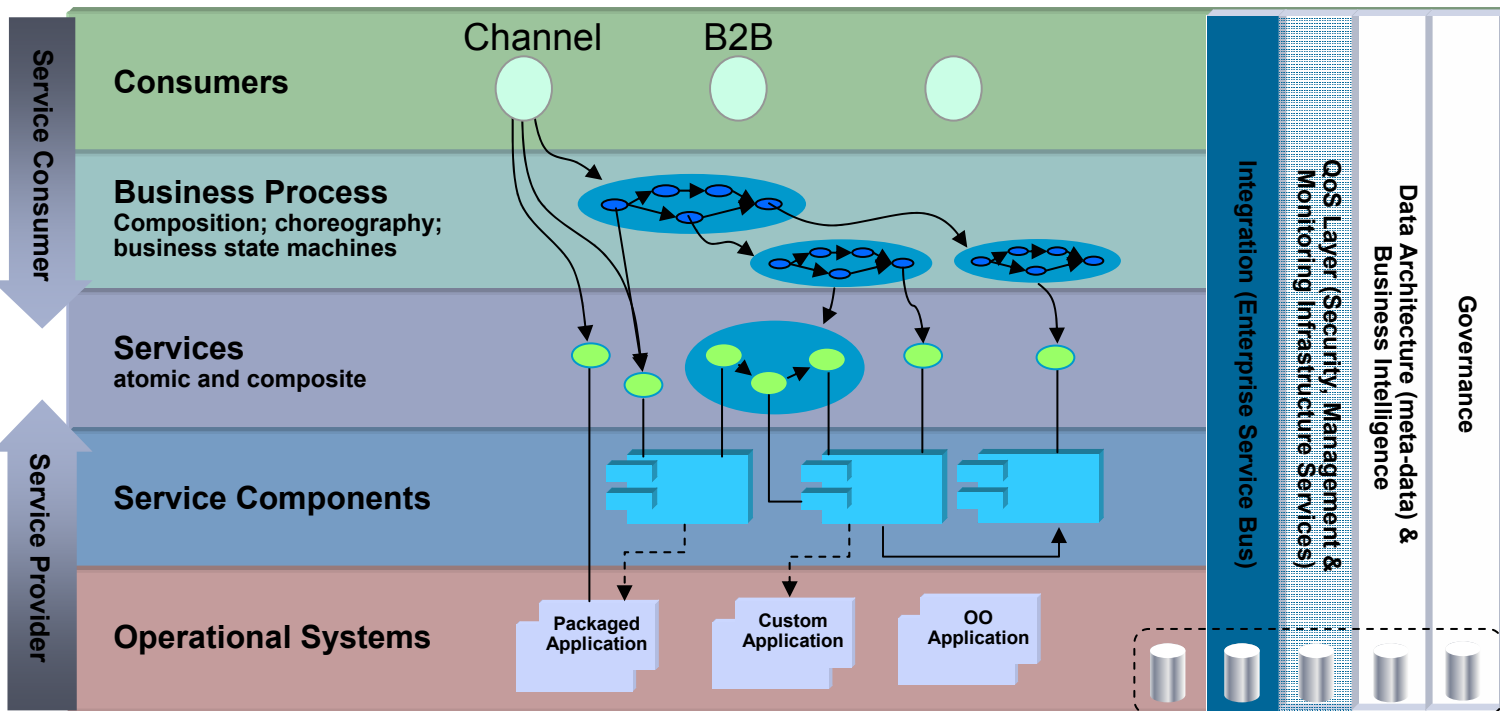 Channel
B2B
Service Consumer
Consumers
Business Process
Composition; choreography;
business state machines
Services
atomic and composite
Service Provider
Service Components
Operational Systems
Packaged
Application
Custom
Application
OO
Application
Integration (Enterprise Service Bus)
QoS Layer (Security, Management &
Monitoring Infrastructure Services)
Data Architecture (meta-data) &
Business Intelligence
Governance